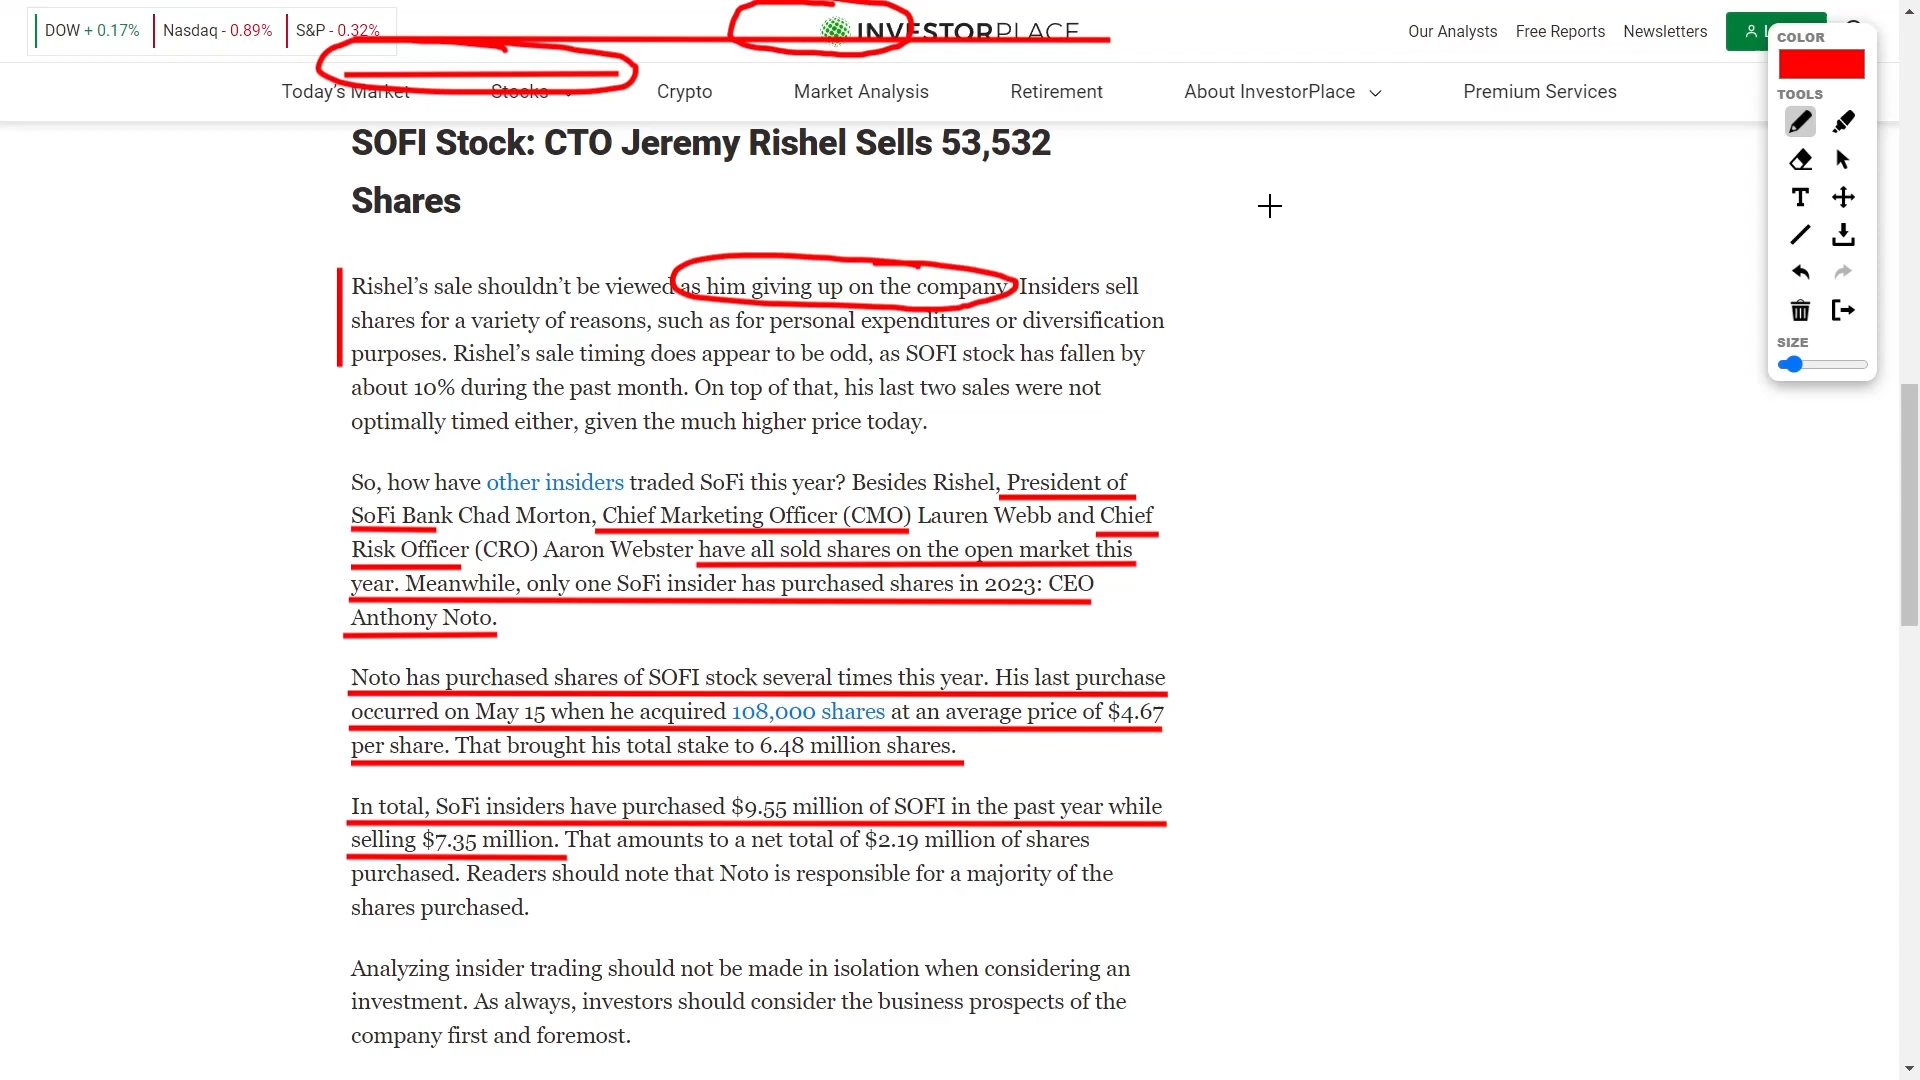 DOW + 0.17% Nasdaq - 0.89% S&P - 0.32%
INVESTORPLACE
Our Analysts Free Reports Newsletters
Today's Market Stocks Crypto Market Analysis Retirement About InvestorPlace Premium Services
COLOR
TOOLS
T
SIZE
SOFI Stock: CTO Jeremy Rishel Sells 53,532
Shares
Rishel’s sale shouldn’t be viewed as him giving up on the company. Insiders sell
shares for a variety of reasons, such as for personal expenditures or diversification
purposes. Rishel’s sale timing does appear to be odd, as SOFI stock has fallen by
about 10% during the past month. On top of that, his last two sales were not
optimally timed either, given the much higher price today.
So, how have other insiders traded SoFi this year? Besides Rishel, President of
SoFi Bank Chad Morton, Chief Marketing Officer (CMO) Lauren Webb and Chief
Risk Officer (CRO) Aaron Webster have all sold shares on the open market this
year. Meanwhile, only one SoFi insider has purchased shares in 2023: CEO
Anthony Noto.
Noto has purchased shares of SOFI stock several times this year. His last purchase
occurred on May 15 when he acquired 108,000 shares at an average price of $4.67
per share. That brought his total stake to 6.48 million shares.
In total, SoFi insiders have purchased $9.55 million of SOFI in the past year while
selling $7.35 million. That amounts to a net total of $2.19 million of shares
purchased. Readers should note that Noto is responsible for a majority of the
shares purchased.
Analyzing insider trading should not be made in isolation when considering an
investment. As always, investors should consider the business prospects of the
company first and foremost.